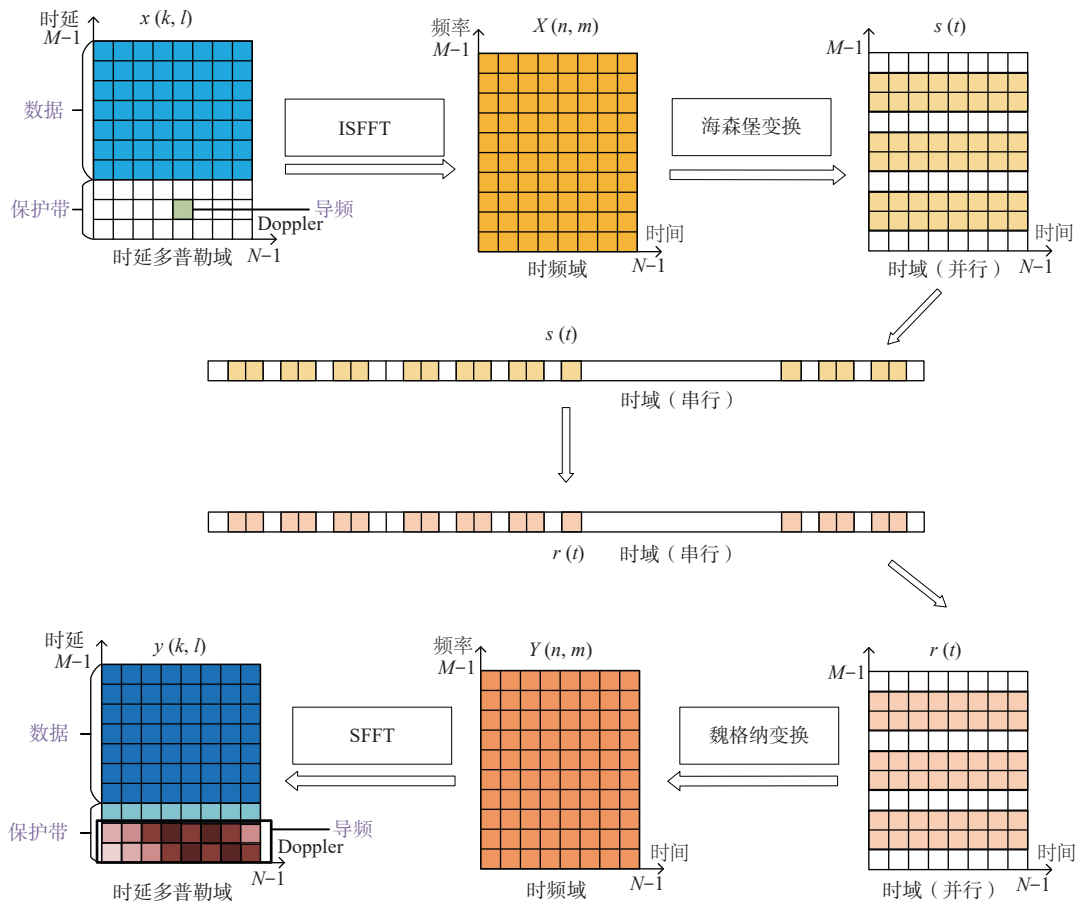 时延
x (k, l)
M−1
数据
保护带
导频
Doppler
N−1
时延多普勒域
ISFFT
频率
X (n, m)
M−1
时间
N−1
时频域
海森堡变换
s (t)
M−1
时间
N−1
时域（并行）
s (t)
时域（串行）
r (t)
时域（串行）
时延
y (k, l)
M−1
数据
保护带
导频
Doppler
N−1
时延多普勒域
SFFT
频率
Y (n, m)
M−1
时间
N−1
时频域
魏格纳变换
r (t)
M−1
时间
N−1
时域（并行）